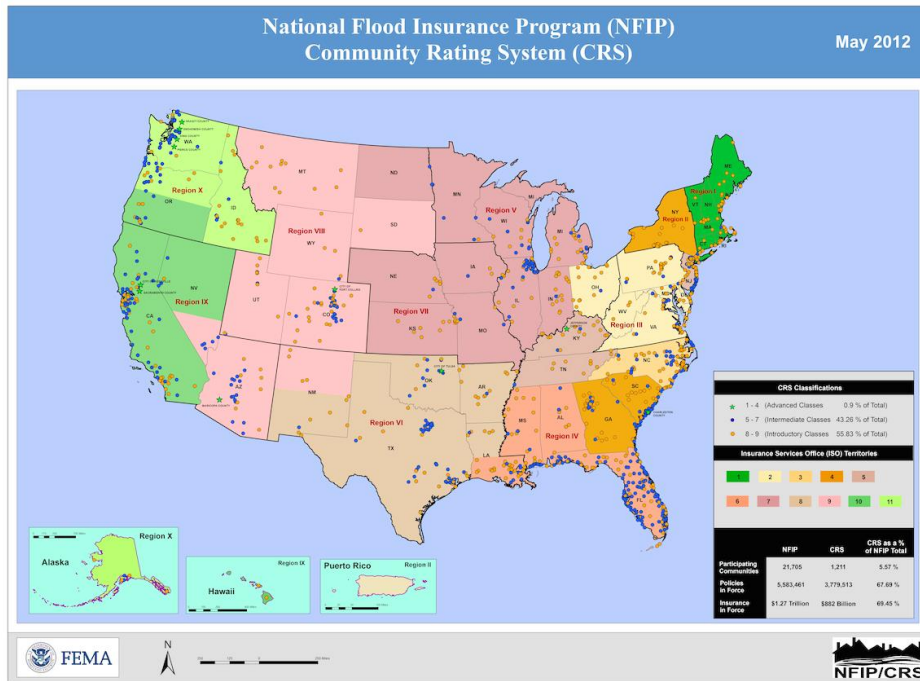 National Flood Insurance Program (NFIP)
Community Rating System (CRS)
May 2012
WA
Region X
OR
ID
MT
ND
SD
WY
Region VIII
MN
Region V
WI
MI
MI
ME
Region I
VT
NH
MA
NY
Region II
NV
Region IX
CA
UT
CO
NE
IA
Region VII
KS
MO
IL
IN
OH
PA
WV
VA
Region III
KY
TN
NC
SC
AZ
NM
OK
AR
TX
Region VI
LA
MS
AL
GA
Region IV
FL
CRS Classifications
1 - 4 (Advanced Classes 0.9 % of Total)
5 - 7 (Intermediate Classes 43.26 % of Total)
8 - 9 (Introductory Classes 55.83 % of Total)
Insurance Services Office (ISO) Territories
1 2 3 4 5
6 7 8 9 10 11
NFIP CRS CRS as a % of NFIP Total
Participating Communities 21,705 1,211 5.57 %
Policies In Force 5,583,461 3,779,513 67.69 %
Insurance In Force $1.27 Trillion $882 Billion 69.45 %
Region X
Alaska
Region IX
Hawaii
Puerto Rico
Region II
FEMA
N
NFIP/CRS